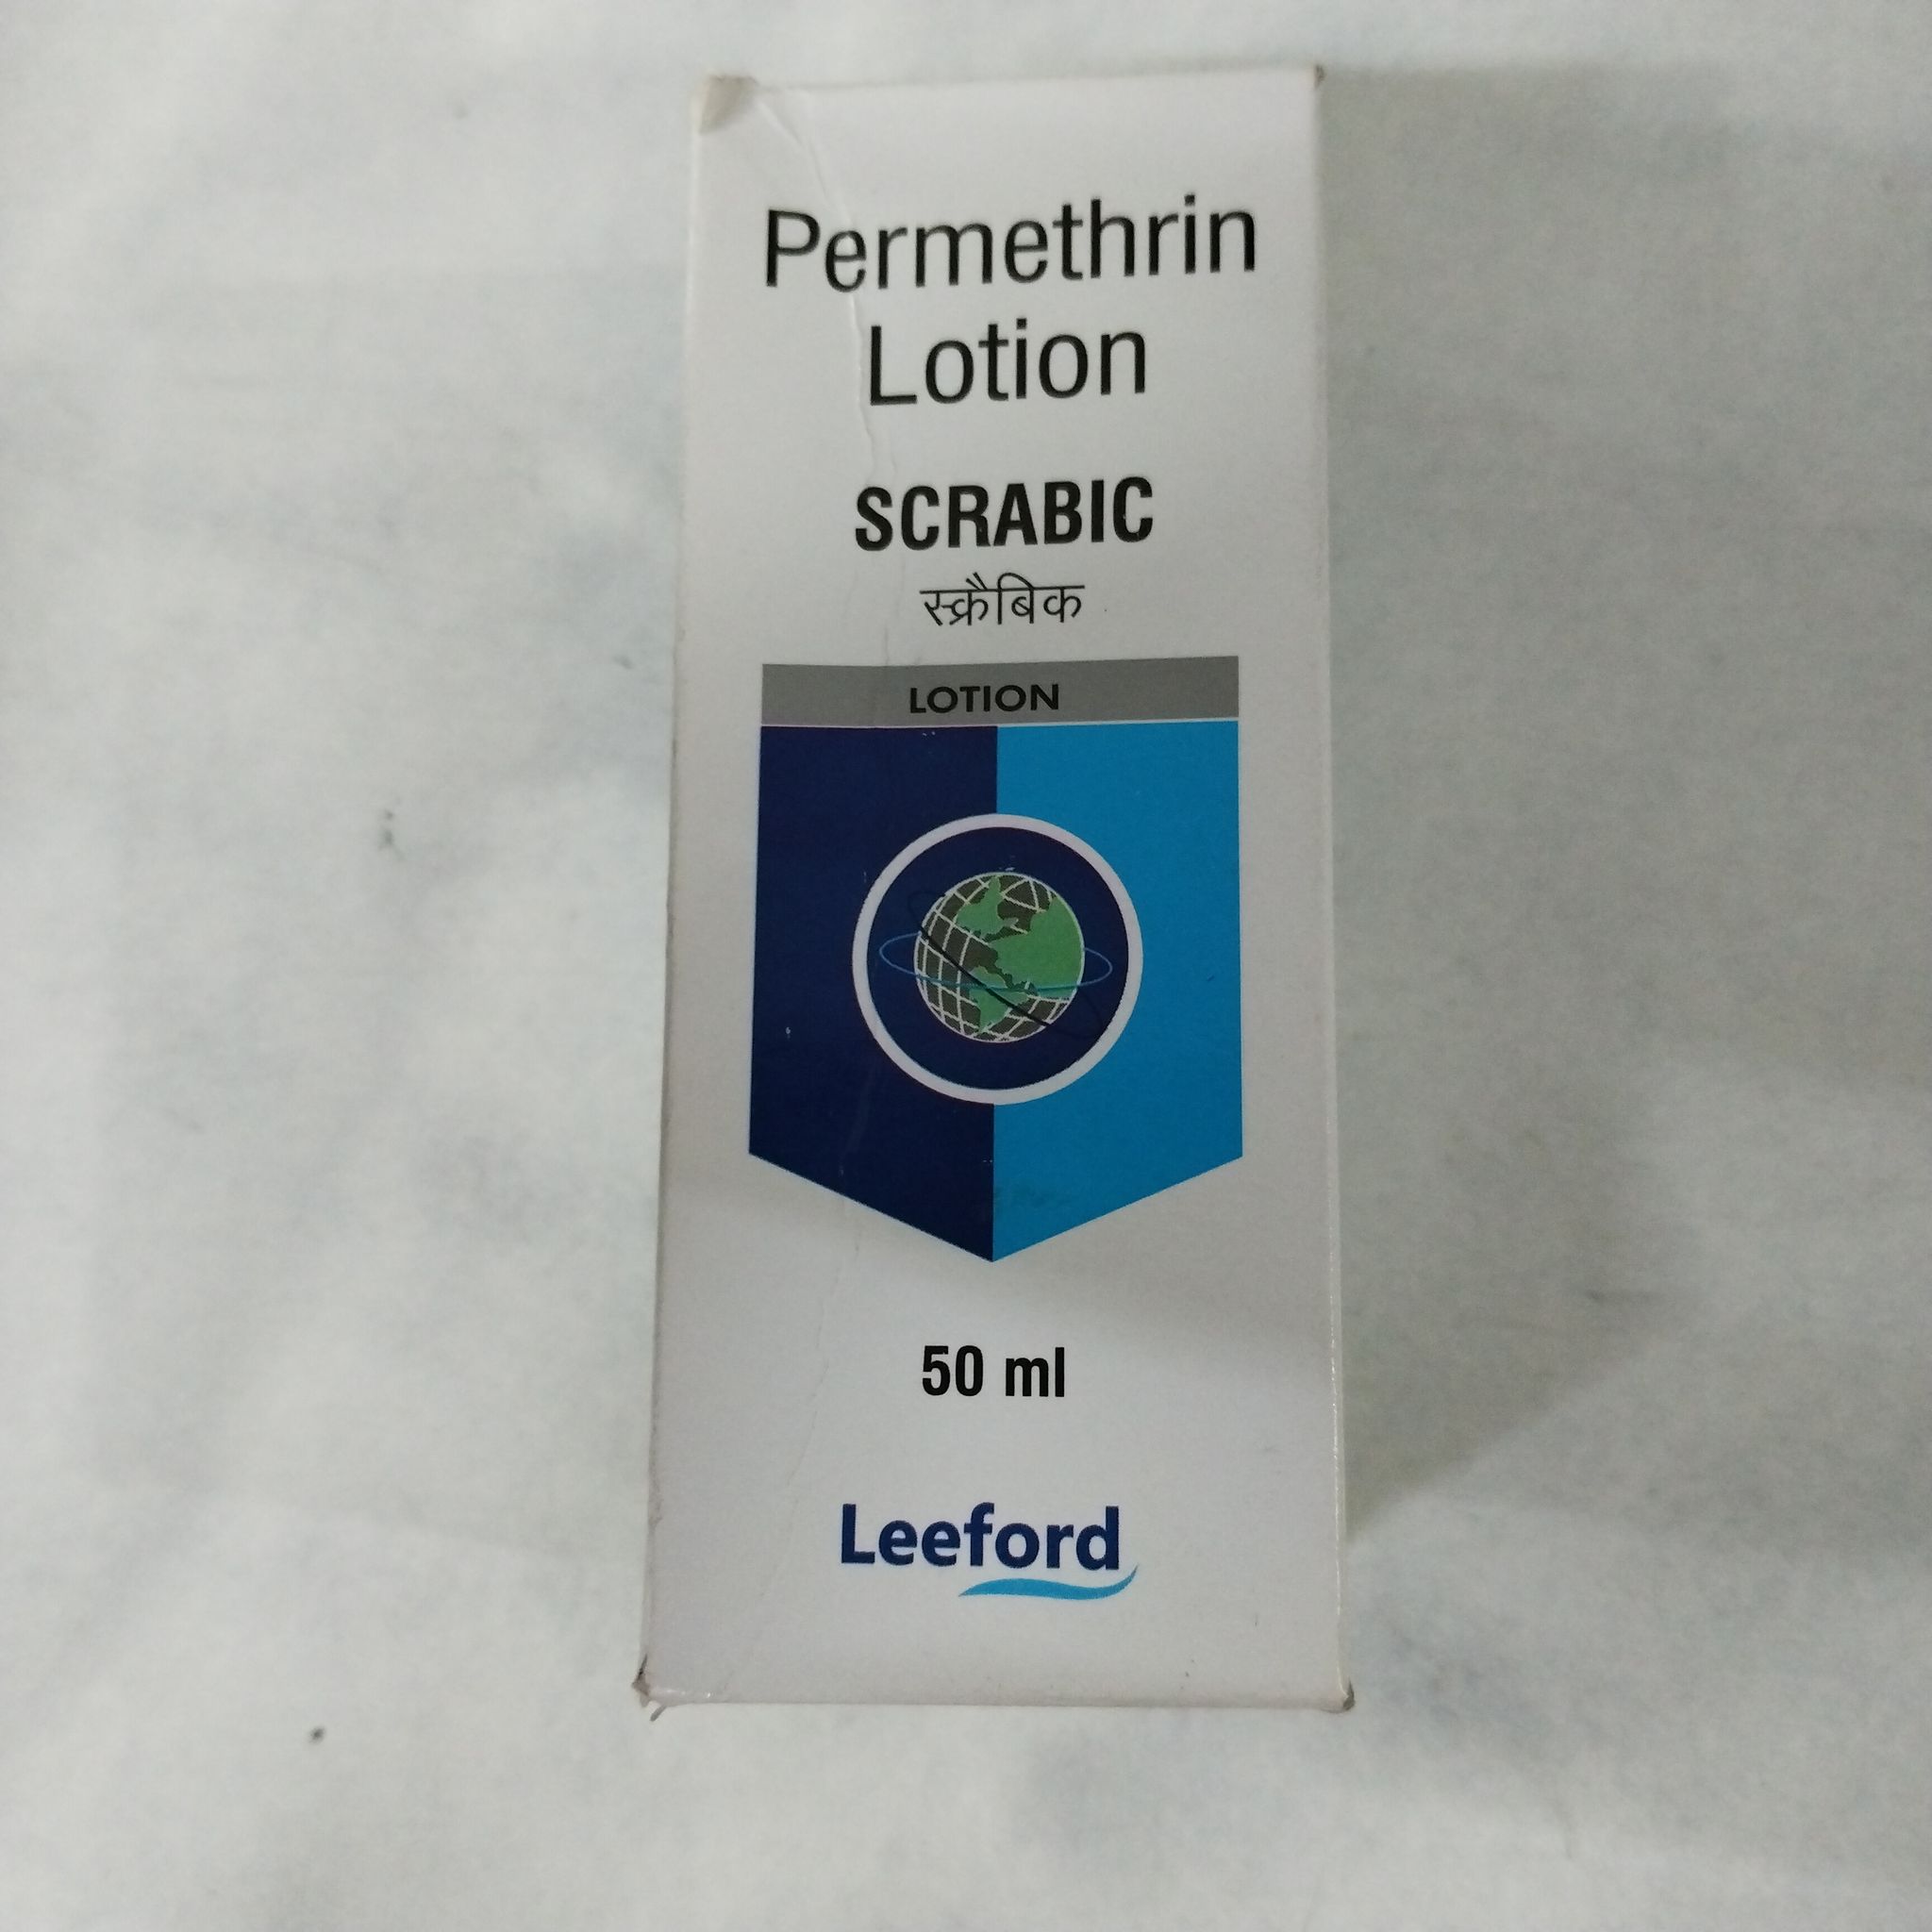 Permethrin
Lotion
SCRABIC
स्क्रैबिक
LOTION
50 ml
Leeford